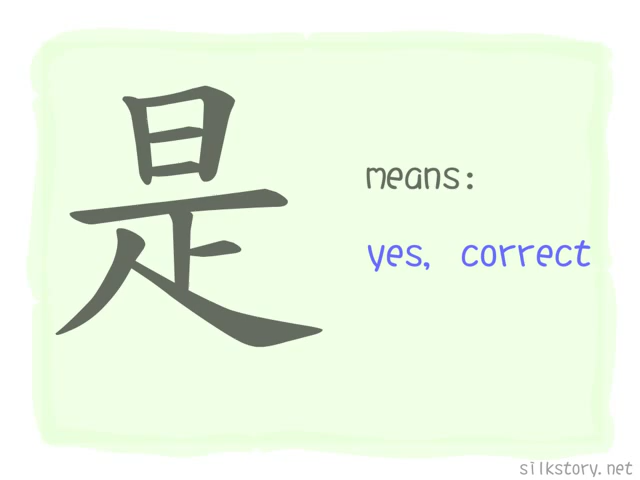 是
means:
yes, correct
silkstory.net